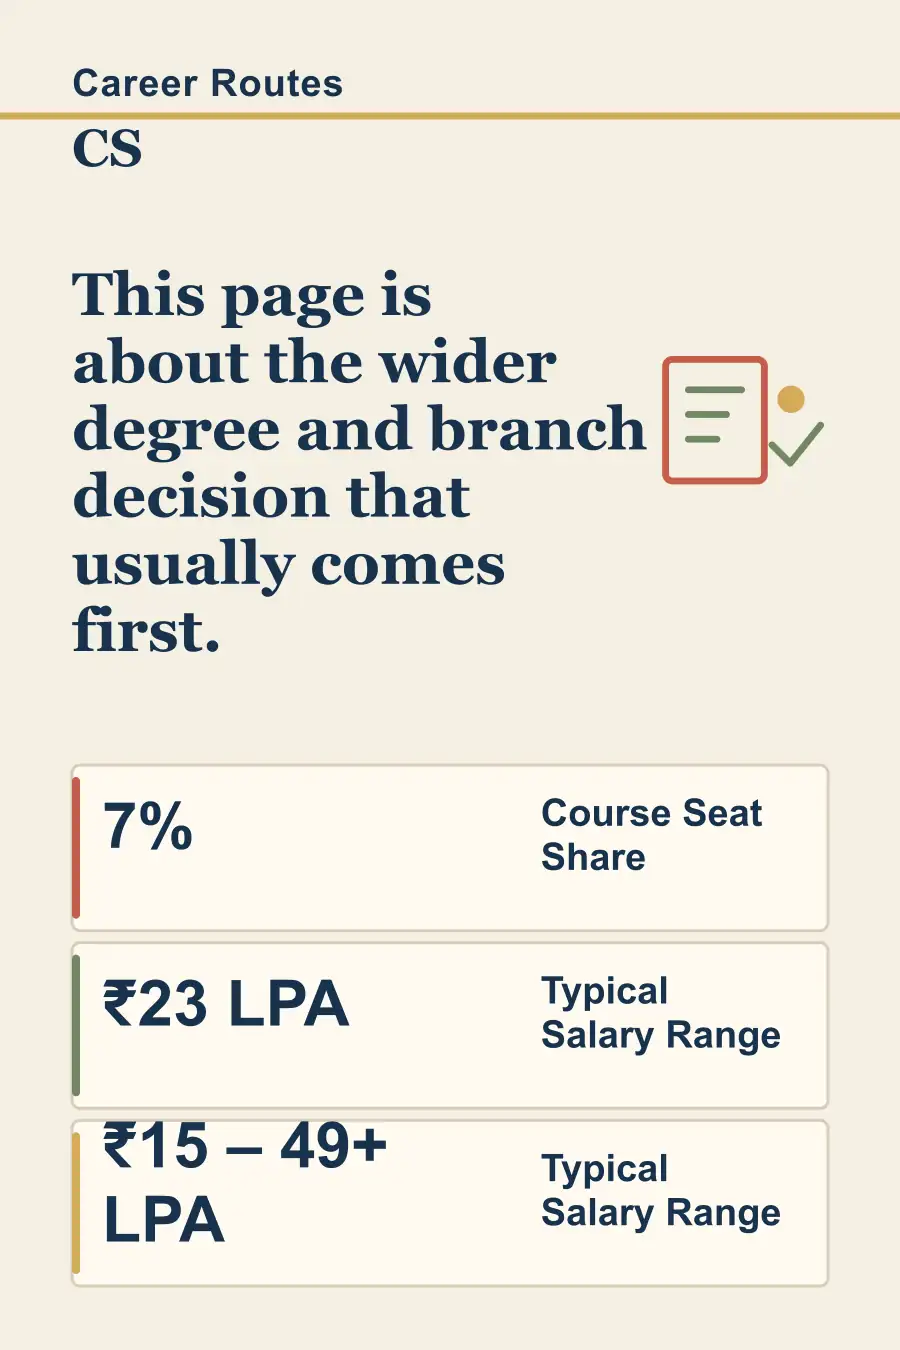 Career Routes
CS
This page is
about the wider
degree and branch
decision that
usually comes
first.
7%
Course Seat
Share
₹23 LPA
Typical
Salary Range
₹15 – 49+
LPA
Typical
Salary Range